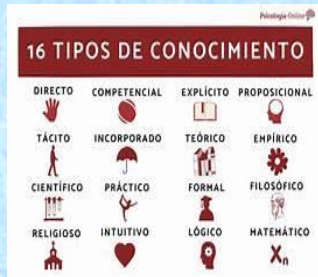 Psicología-Online
16 TIPOS DE CONOCIMIENTO
DIRECTO COMPETENCIAL EXPLÍCITO PROPOSICIONAL
TÁCITO INCORPORADO TEÓRICO EMPÍRICO
CIENTÍFICO PRÁCTICO FORMAL FILOSÓFICO
RELIGIOSO INTUITIVO LÓGICO MATEMÁTICO
Xn